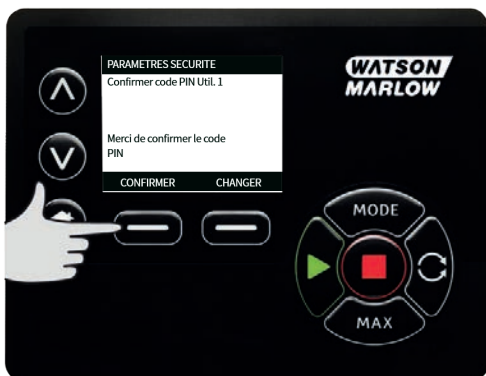 PARAMETRES SECURITE
Confirmer code PIN Util. 1
Merci de confirmer le code
PIN
CONFIRMER CHANGER
WATSON
MARLOW
MODE
MAX